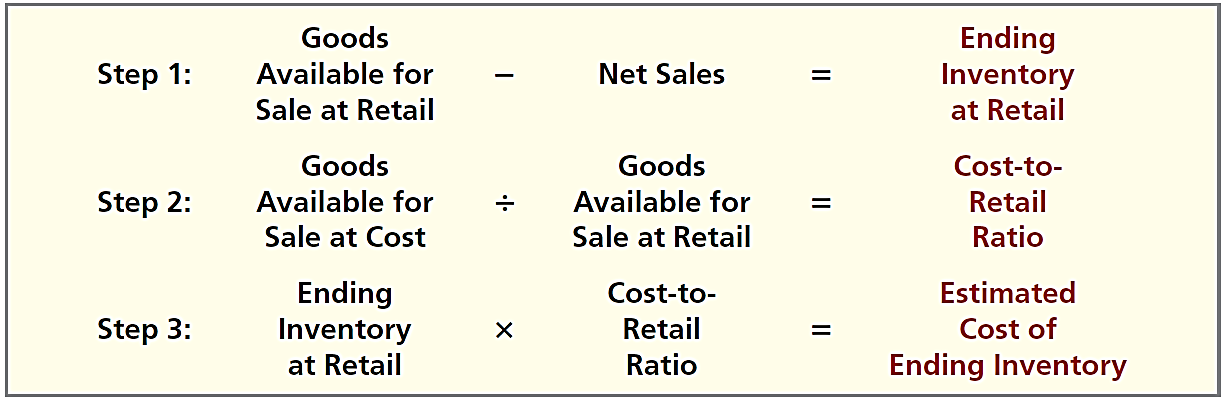 Goods Ending
Step 1: Available for − Net Sales = Inventory
Sale at Retail at Retail
Goods Goods Cost-to-
Step 2: Available for ÷ Available for = Retail
Sale at Cost Sale at Retail Ratio
Ending Cost-to- Estimated
Step 3: Inventory × Retail = Cost of
at Retail Ratio Ending Inventory